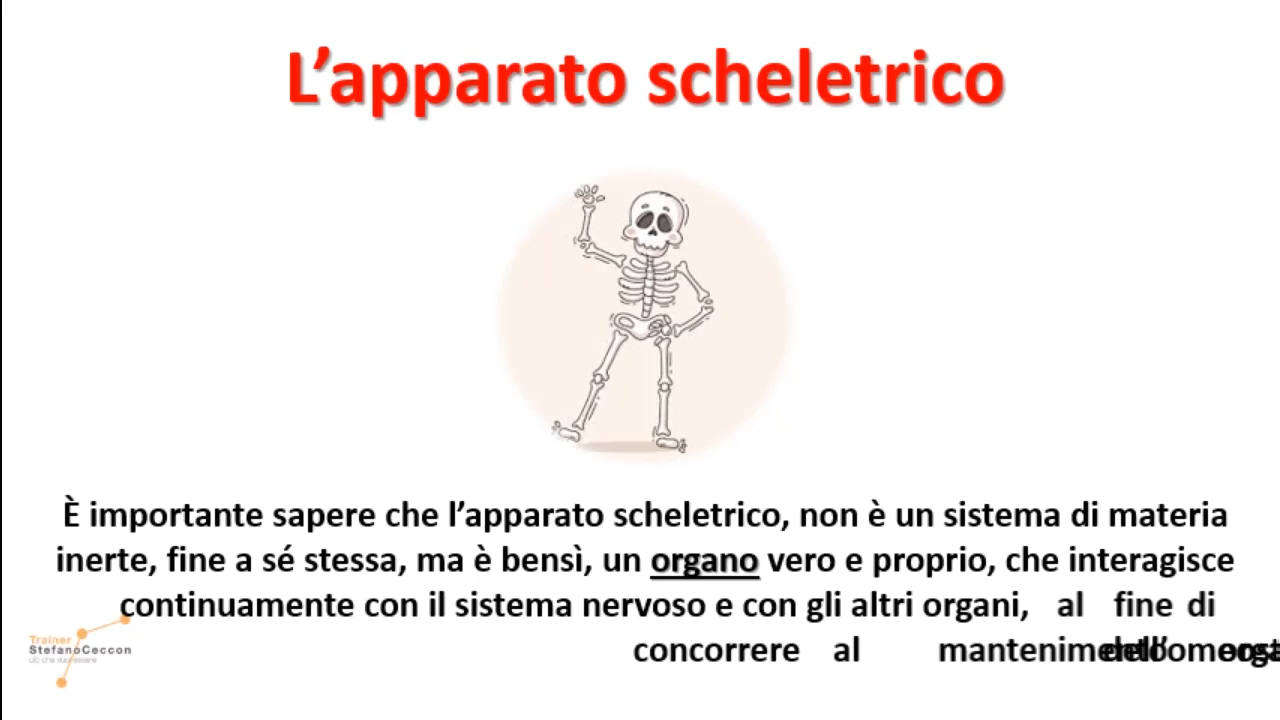 L'apparato scheletrico
È importante sapere che l'apparato scheletrico, non è un sistema di materia
inerte, fine a sé stessa, ma è bensì, un organo vero e proprio, che interagisce
continuamente con il sistema nervoso e con gli altri organi, al fine di
concorrere al
Trainer
StefanoCeccon